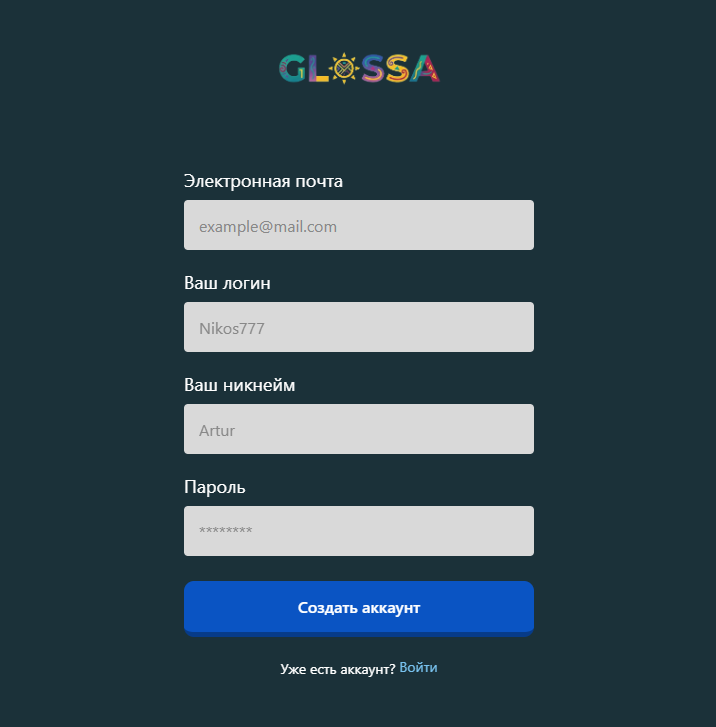 GLOSSA
Электронная почта
example@mail.com
Ваш логин
Nikos777
Ваш никнейм
Artur
Пароль
********
Создать аккаунт
Уже есть аккаунт? Войти